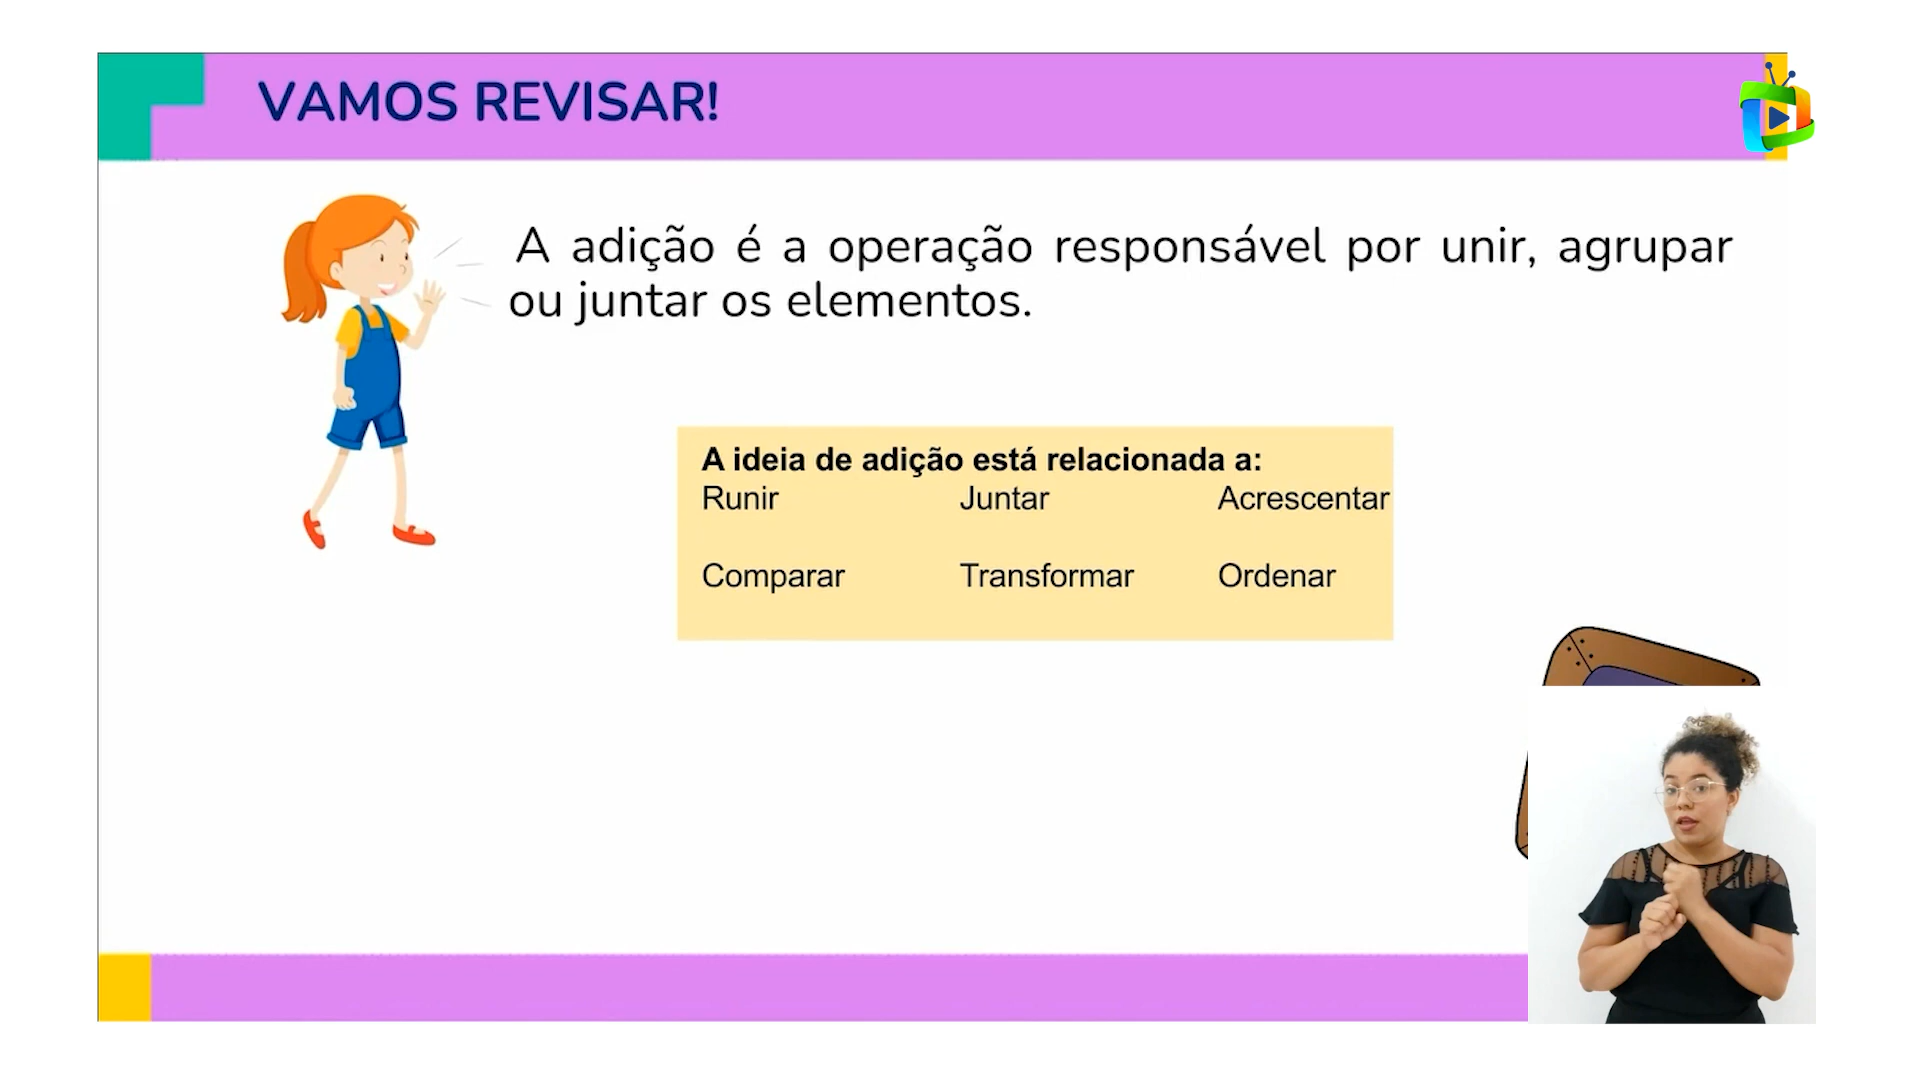 VAMOS REVISAR!
A adição é a operação responsável por unir, agrupar
ou juntar os elementos.
A ideia de adição está relacionada a:
Runir Juntar Acrescentar
Comparar Transformar Ordenar